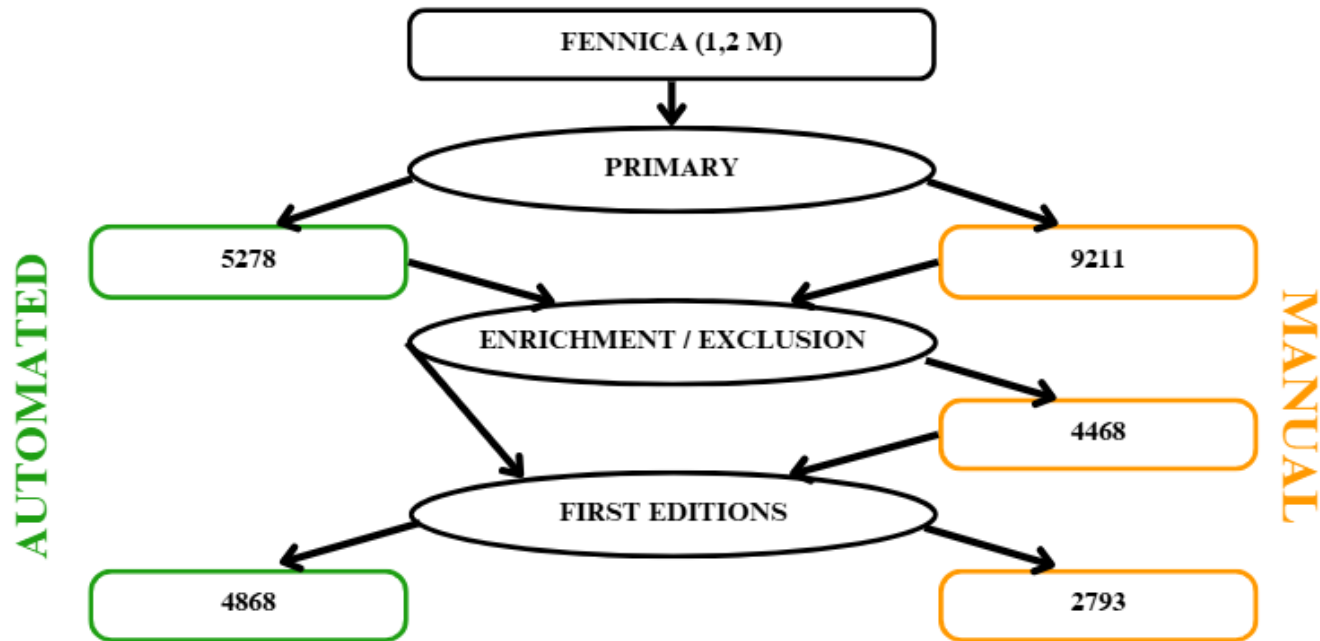 FENNICA (1,2 M)
PRIMARY
5278
9211
AUTOMATED
MANUAL
ENRICHMENT / EXCLUSION
4468
FIRST EDITIONS
4868
2793